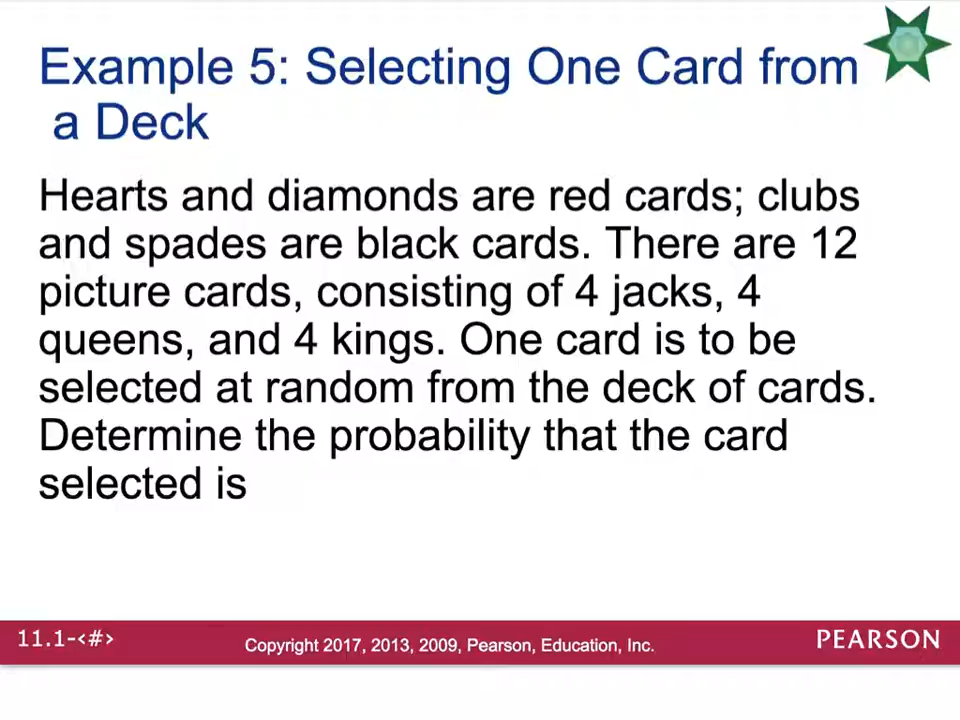 Example 5: Selecting One Card from
a Deck
Hearts and diamonds are red cards; clubs
and spades are black cards. There are 12
picture cards, consisting of 4 jacks, 4
queens, and 4 kings. One card is to be
selected at random from the deck of cards.
Determine the probability that the card
selected is
11.1-<#>
Copyright 2017, 2013, 2009, Pearson, Education, Inc.
PEARSON